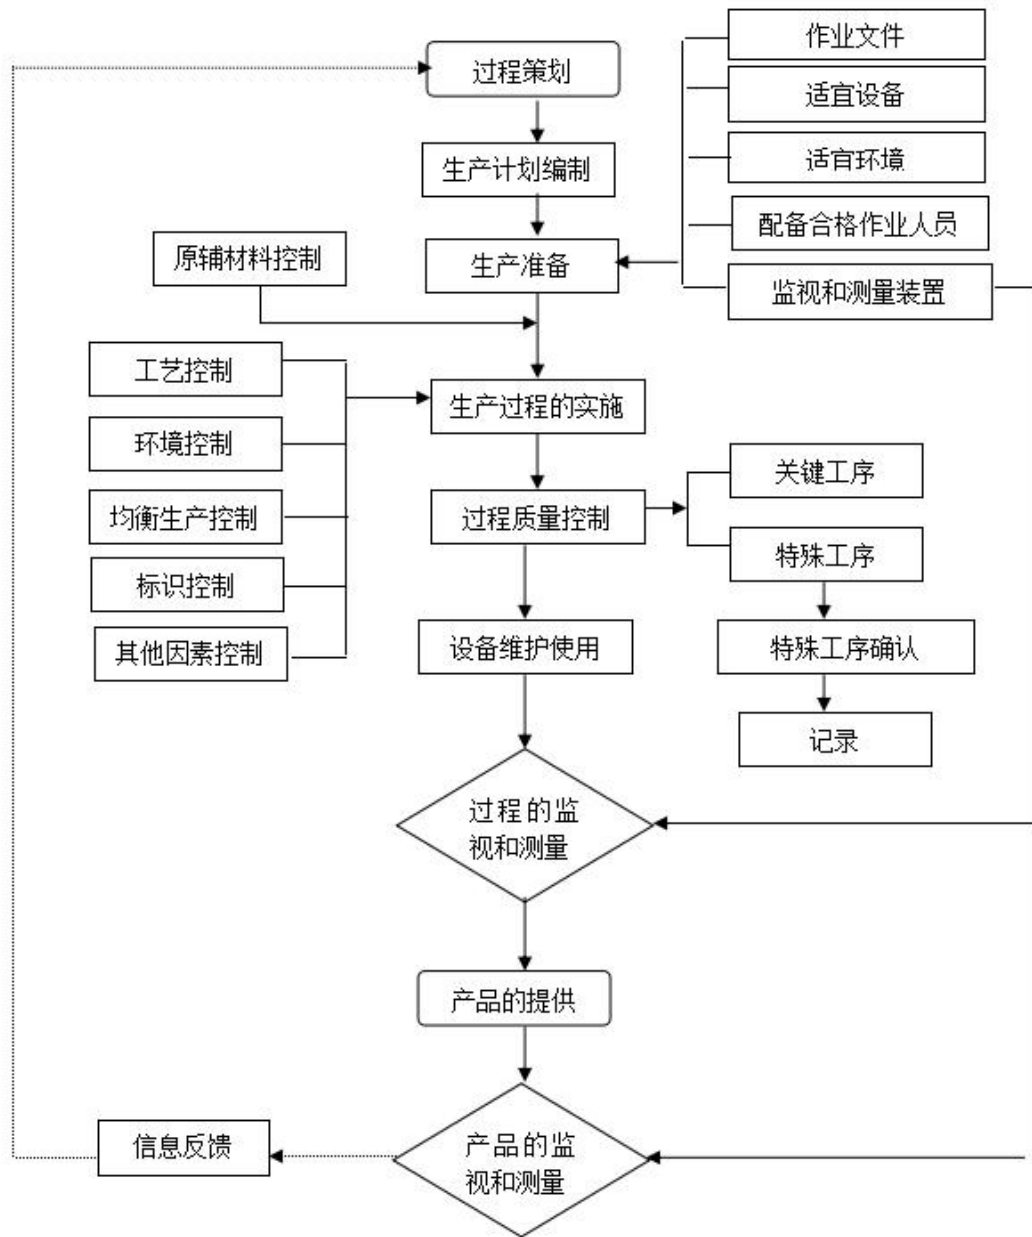 作业文件
过程策划
适宜设备
生产计划编制
适宜环境
配备合格作业人员
原辅材料控制
生产准备
监视和测量装置
工艺控制
生产过程的实施
环境控制
关键工序
均衡生产控制
过程质量控制
特殊工序
标识控制
其他因素控制
设备维护使用
特殊工序确认
记录
过程的监
视和测量
产品的提供
信息反馈
产品的监
视和测量